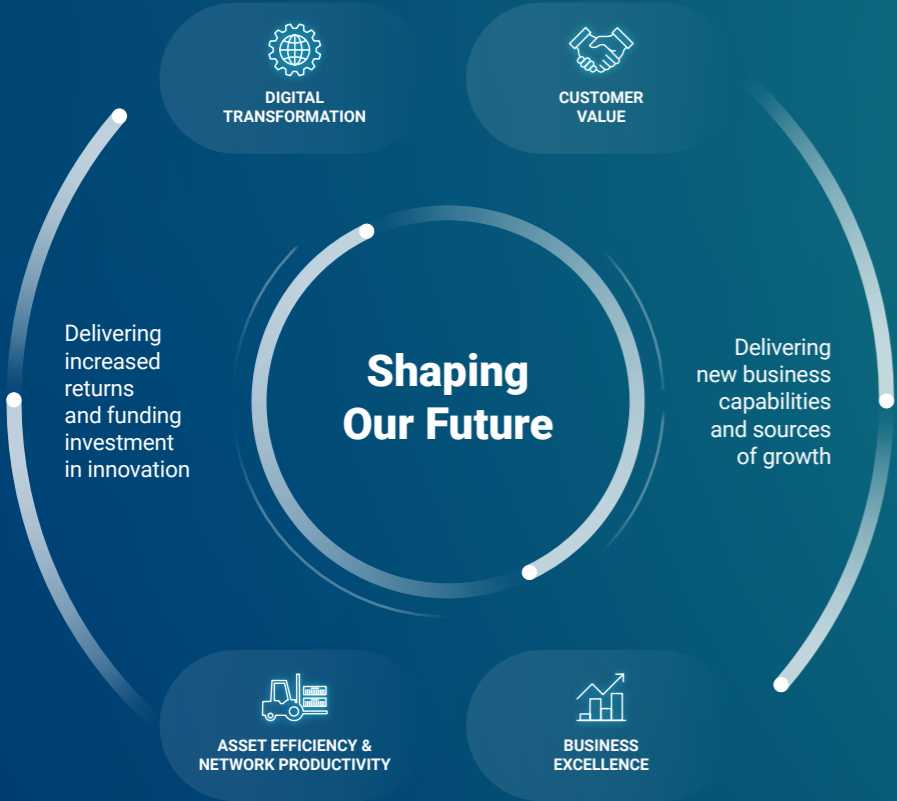 DIGITAL
TRANSFORMATION
CUSTOMER
VALUE
Delivering
increased
returns
and funding
investment
in innovation
Shaping
Our Future
Delivering
new business
capabilities
and sources
of growth
ASSET EFFICIENCY &
NETWORK PRODUCTIVITY
BUSINESS
EXCELLENCE